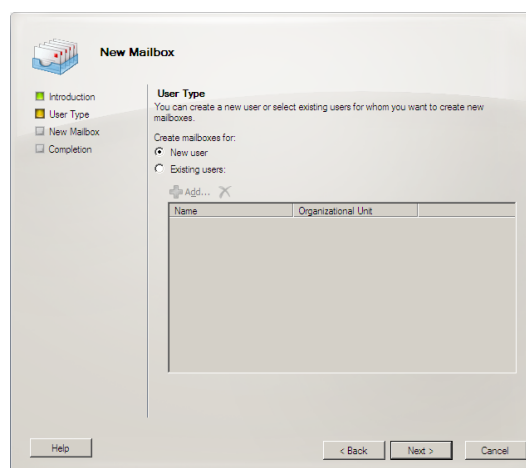 New Mailbox
Introduction
User Type
New Mailbox
Completion
User Type
You can create a new user or select existing users for whom you want to create new
mailboxes.
Create mailboxes for:
New user
Existing users:
Add...
Name Organizational Unit
Help < Back Next > Cancel